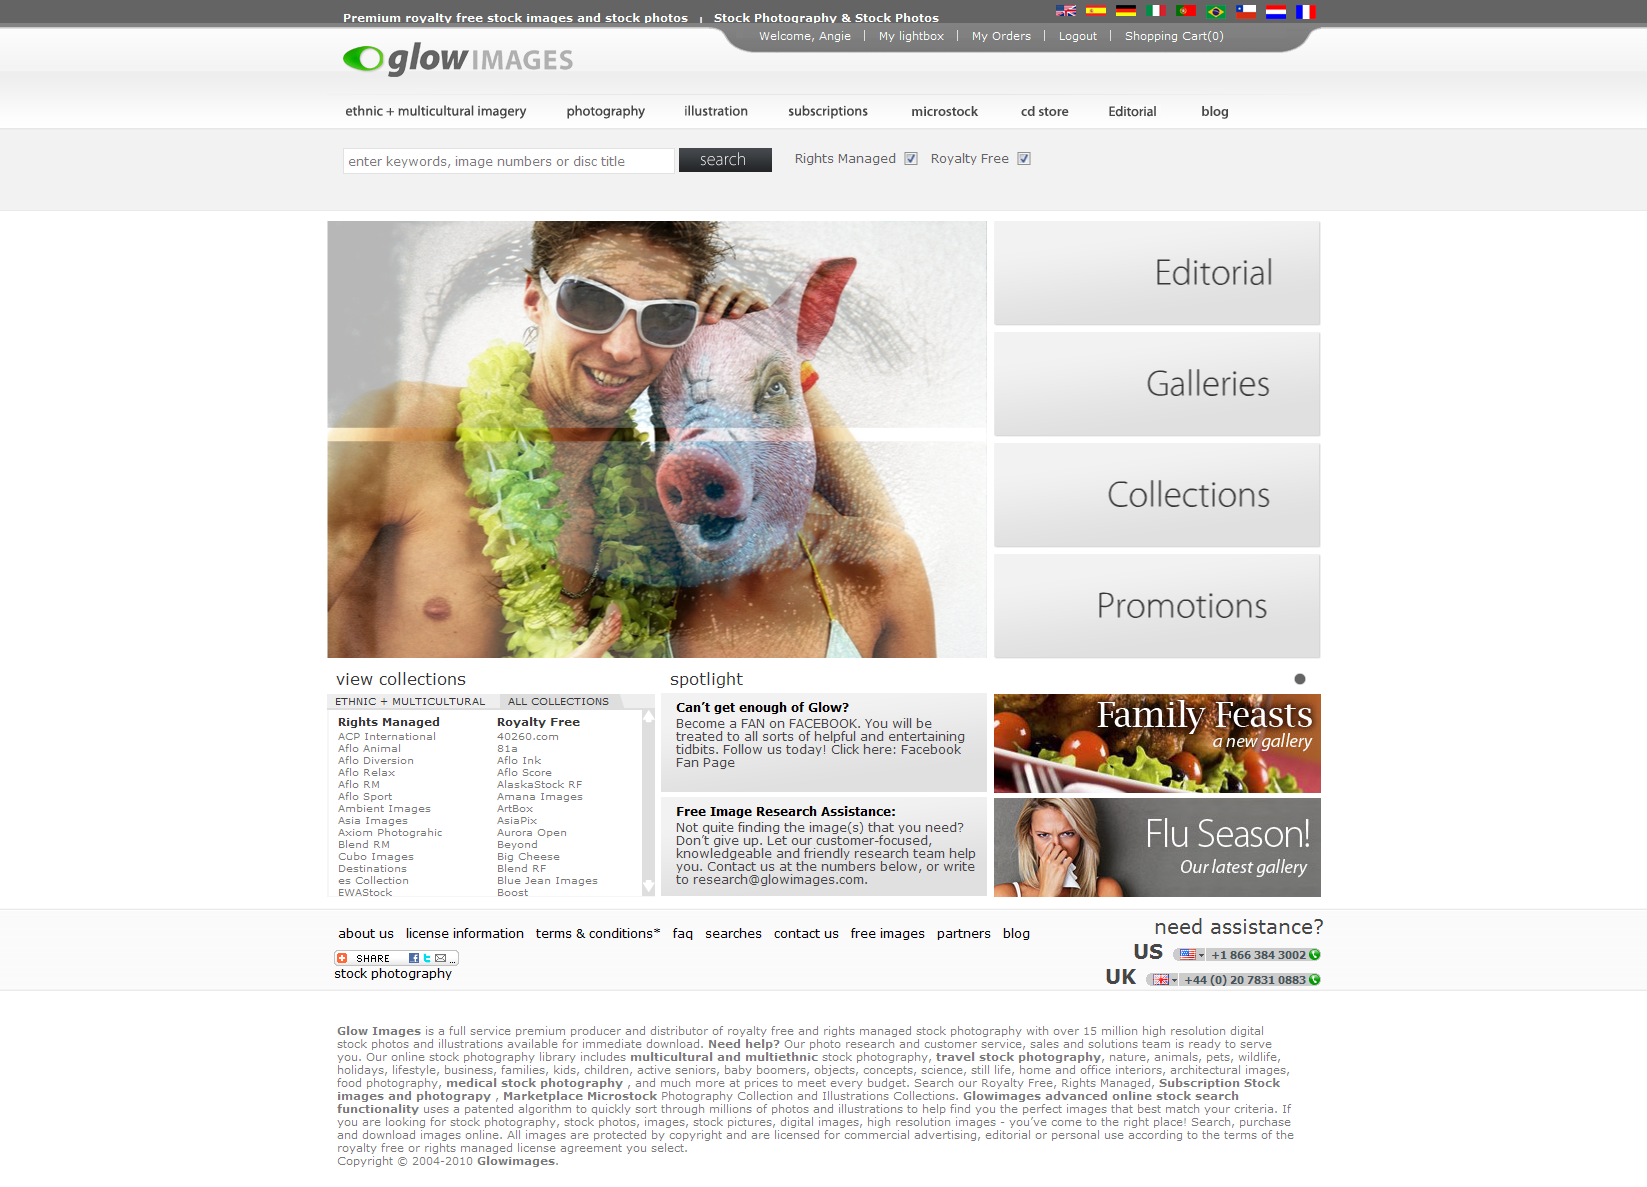 Premium royalty free stock images and stock photos | Stock Photography & Stock Photos
Welcome, Angie | My lightbox | My Orders | Logout | Shopping Cart(0)
glow IMAGES
ethnic + multicultural imagery photography illustration subscriptions microstock cd store Editorial blog
enter keywords, image numbers or disc title search Rights Managed Royalty Free
Editorial
Galleries
Collections
Promotions
view collections
ETHNIC + MULTICULTURAL ALL COLLECTIONS
Rights Managed
ACP International
Aflo Animal
Aflo Diversion
Aflo Relax
Aflo RM
Aflo Sport
Ambient Images
Asia Images
Axiom Photograhic
Blend RM
Cubo Images
Destinations
es Collection
EWAStock
Royalty Free
40260.com
81a
Aflo Ink
Aflo Score
AlaskaStock RF
Amana Images
ArtBox
AsiaPix
Aurora Open
Beyond
Big Cheese
Blend RF
Blue Jean Images
Boost
spotlight
Can't get enough of Glow?
Become a FAN on FACEBOOK. You will be
treated to all sorts of helpful and entertaining
tidbits. Follow us today! Click here: Facebook
Fan Page
Free Image Research Assistance:
Not quite finding the image(s) that you need?
Don't give up. Let our customer-focused,
knowledgeable and friendly research team help
you. Contact us at the numbers below, or write
to research@glowimages.com.
Family Feasts
a new gallery
Flu Season!
Our latest gallery
about us license information terms & conditions* faq searches contact us free images partners blog
SHARE ...
stock photography
need assistance?
US +1 866 384 3002
UK +44 (0) 20 7831 0883
Glow Images is a full service premium producer and distributor of royalty free and rights managed stock photography with over 15 million high resolution digital
stock photos and illustrations available for immediate download. Need help? Our photo research and customer service, sales and solutions team is ready to serve
you. Our online stock photography library includes multicultural and multiethnic stock photography, travel stock photography, nature, animals, pets, wildlife,
holidays, lifestyle, business, families, kids, children, active seniors, baby boomers, objects, concepts, science, still life, home and office interiors, architectural images,
food photography, medical stock photography , and much more at prices to meet every budget. Search our Royalty Free, Rights Managed, Subscription Stock
images and photograpy , Marketplace Microstock Photography Collection and Illustrations Collections. Glowimages advanced online stock search
functionality uses a patented algorithm to quickly sort through millions of photos and illustrations to help find you the perfect images that best match your criteria. If
you are looking for stock photography, stock photos, images, stock pictures, digital images, high resolution images - you've come to the right place! Search, purchase
and download images online. All images are protected by copyright and are licensed for commercial advertising, editorial or personal use according to the terms of the
royalty free or rights managed license agreement you select.
Copyright © 2004-2010 Glowimages.